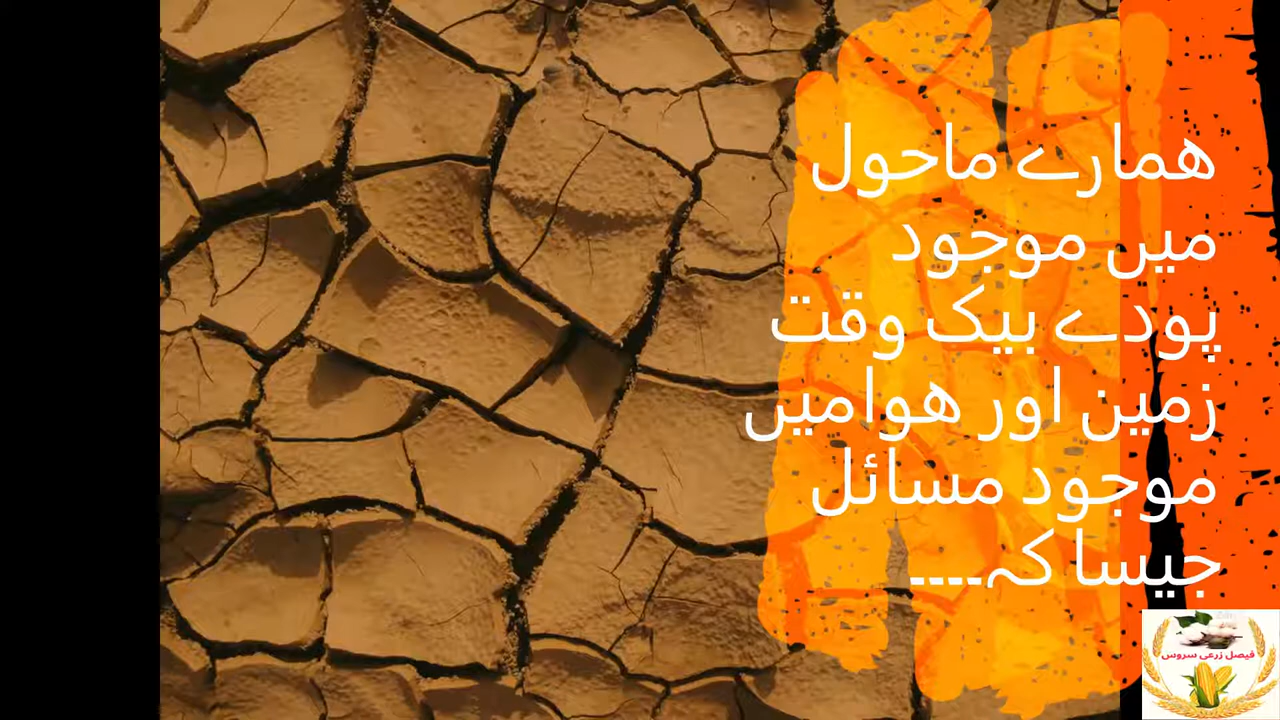 ھمارے ماحول
میں موجود
پودے بیک وقت
زمین اور ھوامیں
موجود مسائل
جیسا کہ----
فیصل زرعی سروس